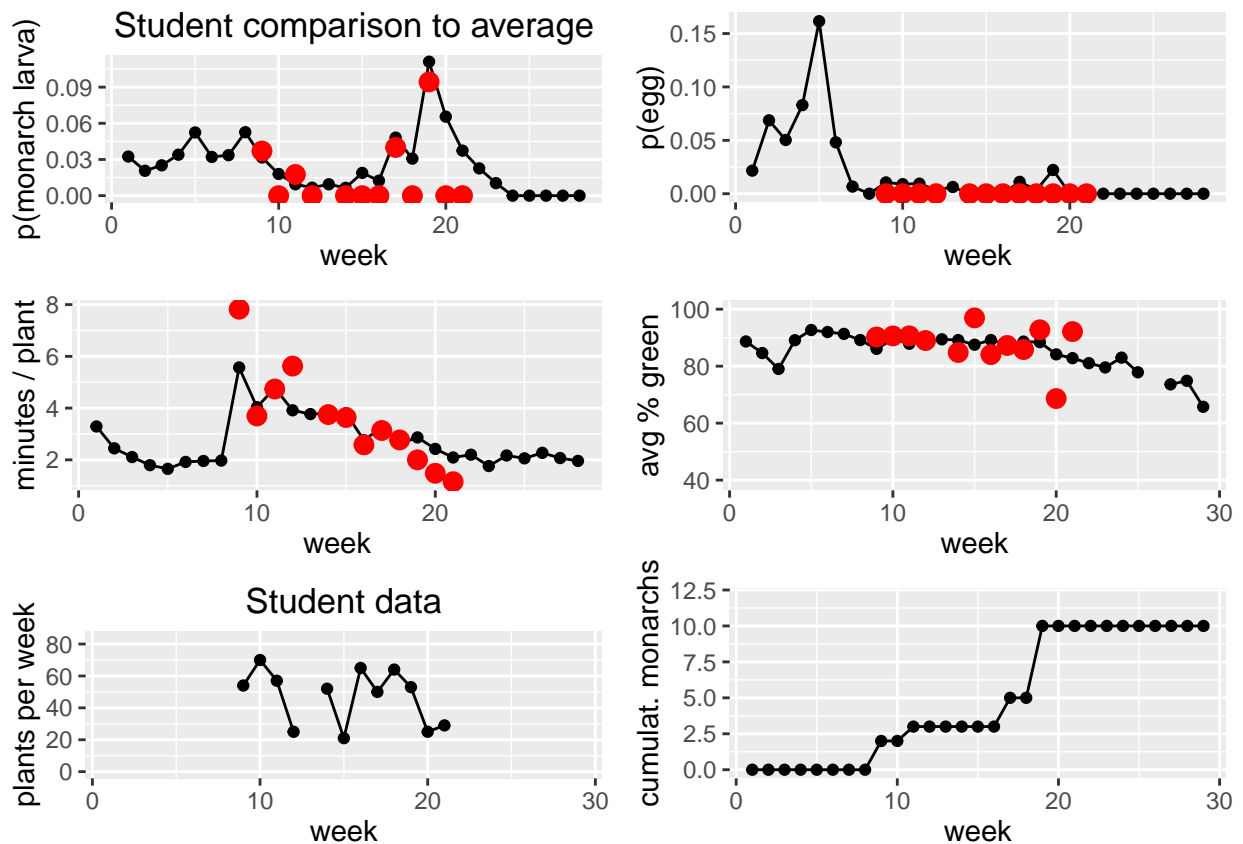 Student comparison to average
p(monarch larva)
0.09
0.06
0.03
0.00
0 10 20
week
p(egg)
0.15
0.10
0.05
0.00
0 10 20
week
minutes / plant
8
6
4
2
0 10 20
week
avg % green
100
80
60
40
0 10 20 30
week
Student data
plants per week
80
60
40
20
0
0 10 20 30
week
cumulat. monarchs
12.5
10.0
7.5
5.0
2.5
0.0
0 10 20 30
week